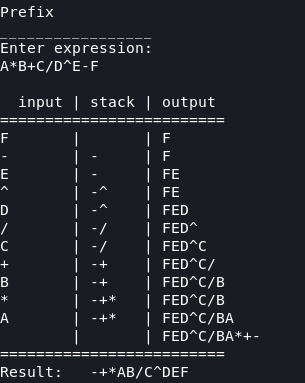 Prefix
_________________
Enter expression:
A*B+C/D^E-F
input | stack | output
=========================
F | | F
- | - | F
E | - | FE
^ | -^ | FE
D | -^ | FED
/ | -/ | FED^
C | -/ | FED^C
+ | -+ | FED^C/
B | -+ | FED^C/B
* | -+* | FED^C/B
A | -+* | FED^C/BA
| | FED^C/BA*+-
=========================
Result: -+*AB/C^DEF